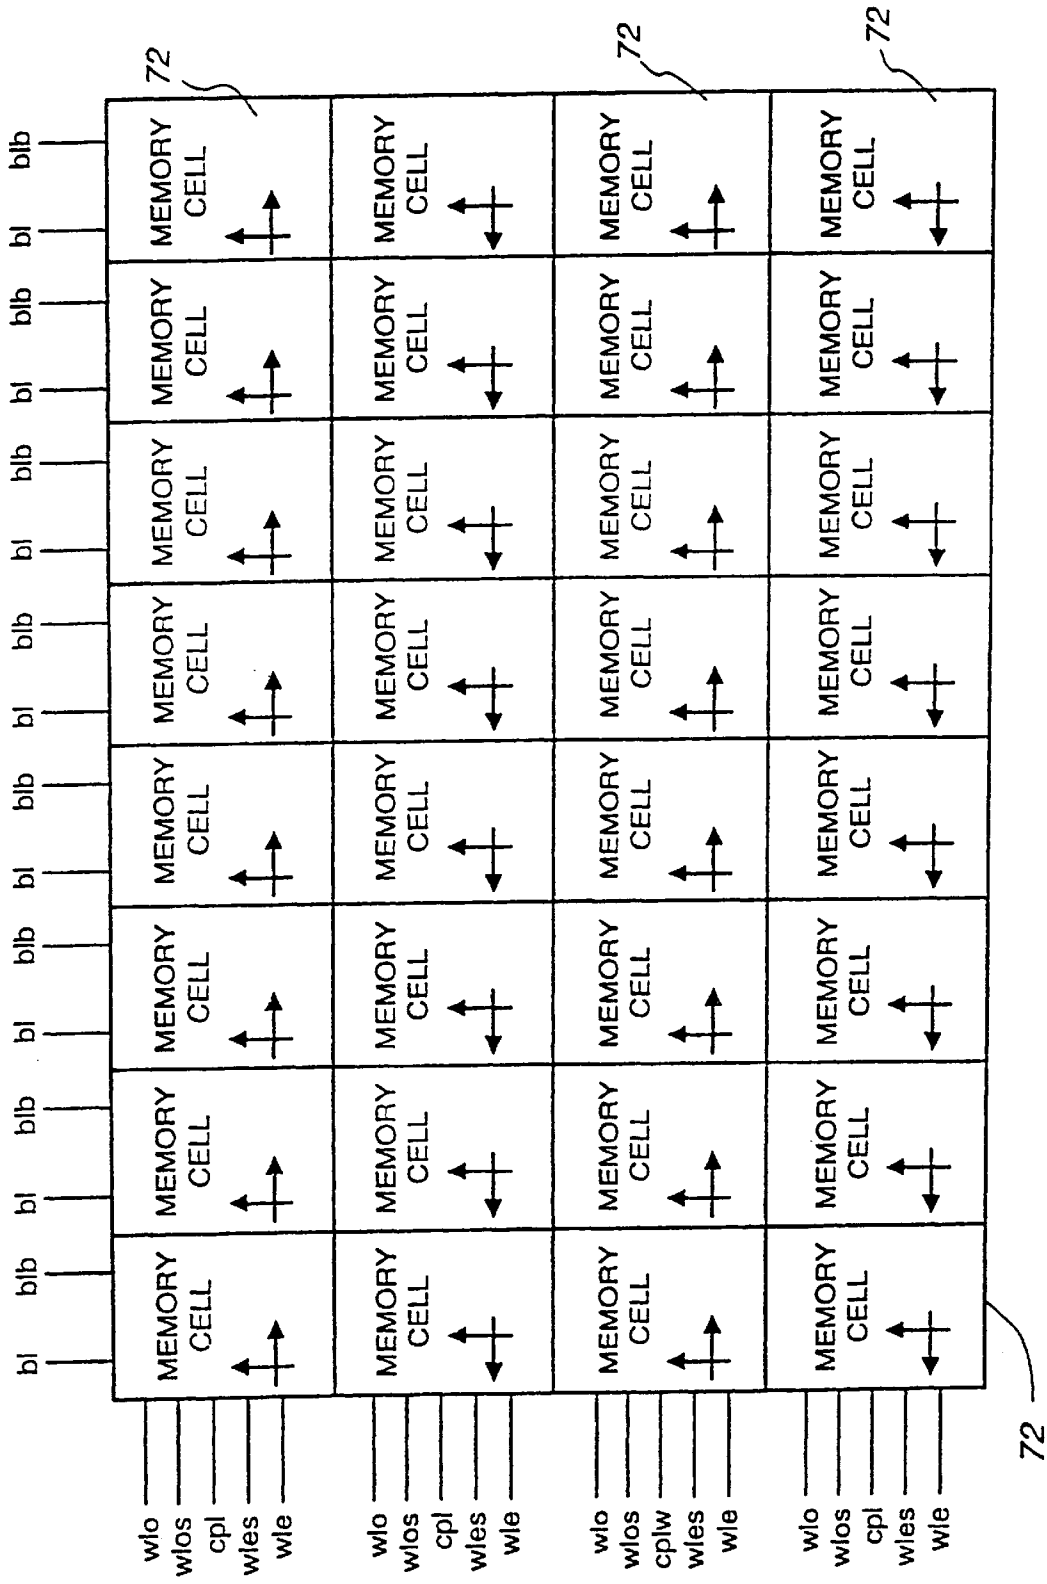 bl blb bl blb bl blb bl blb bl blb bl blb bl blb bl blb
72
MEMORY MEMORY MEMORY MEMORY MEMORY MEMORY MEMORY MEMORY
CELL CELL CELL CELL CELL CELL CELL CELL
wlo
wlos
cpl
wles
wle
MEMORY MEMORY MEMORY MEMORY MEMORY MEMORY MEMORY MEMORY
CELL CELL CELL CELL CELL CELL CELL CELL
wlo
wlos
cpl
wles
wle
72
MEMORY MEMORY MEMORY MEMORY MEMORY MEMORY MEMORY MEMORY
CELL CELL CELL CELL CELL CELL CELL CELL
wlo
wlos
cplw
wles
wle
72
MEMORY MEMORY MEMORY MEMORY MEMORY MEMORY MEMORY MEMORY
CELL CELL CELL CELL CELL CELL CELL CELL
wlo
wlos
cpl
wles
wle
72